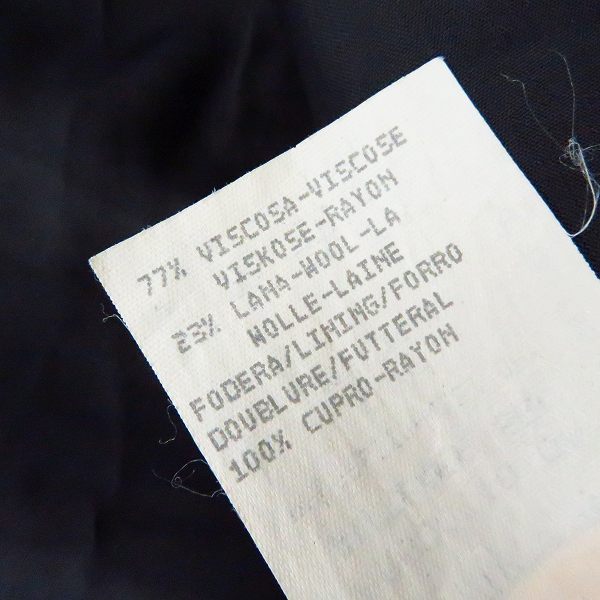 77% VISCOSA-VISCOSE
VISKOSE-RAYON
23% LANA-WOOL-LA
WOLLE-LAINE
FODERA/LINING/FORRO
DOUBLURE/FUTTERAL
100% CUPRO-RAYON